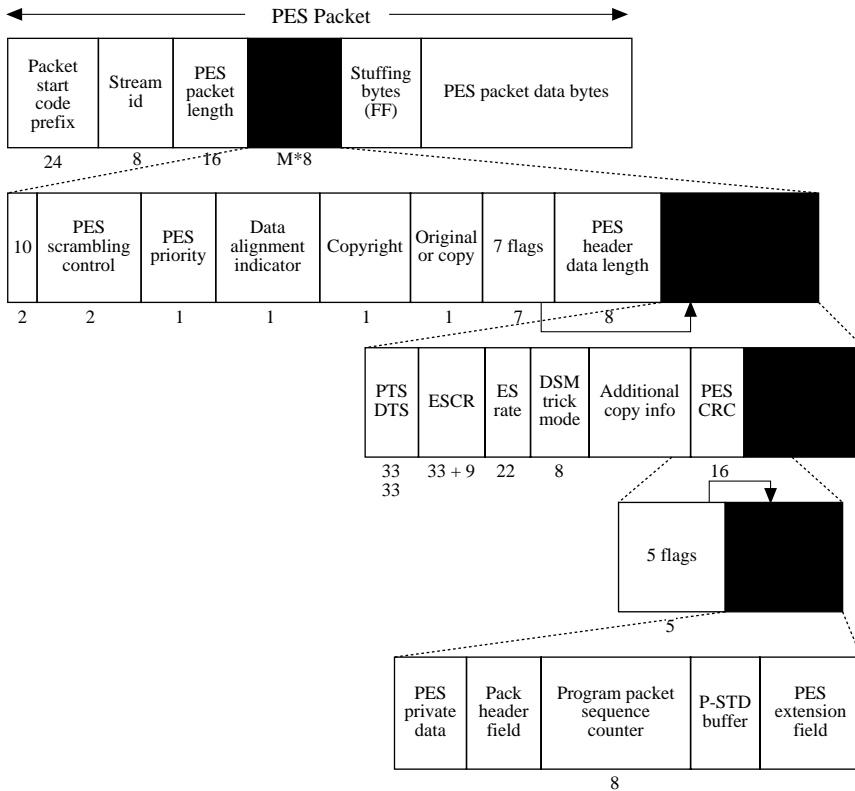 PES Packet
Packet
start
code
prefix
Stream
id
PES
packet
length
Stuffing
bytes
(FF)
PES packet data bytes
24
8
16
M*8
10
PES
scrambling
control
PES
priority
Data
alignment
indicator
Copyright
Original
or copy
7 flags
PES
header
data length
2
2
1
1
1
1
7
8
PTS
DTS
ESCR
ES
rate
DSM
trick
mode
Additional
copy info
PES
CRC
33
33
33 + 9
22
8
16
5 flags
5
PES
private
data
Pack
header
field
Program packet
sequence
counter
P-STD
buffer
PES
extension
field
8